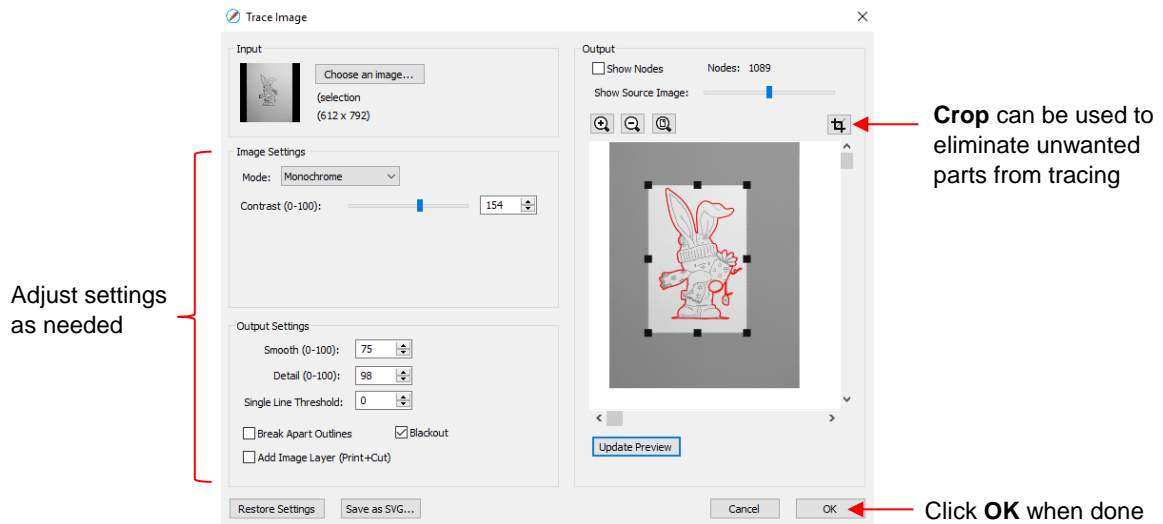 Trace Image
Input
Choose an image...
(selection
(612 x 792)
Image Settings
Mode: Monochrome
Contrast (0-100): 154
Output Settings
Smooth (0-100): 75
Detail (0-100): 98
Single Line Threshold: 0
Break Apart Outlines Blackout
Add Image Layer (Print+Cut)
Restore Settings Save as SVG...
Output
Show Nodes Nodes: 1089
Show Source Image:
Update Preview
Cancel OK
Adjust settings
as needed
Crop can be used to
eliminate unwanted
parts from tracing
Click OK when done